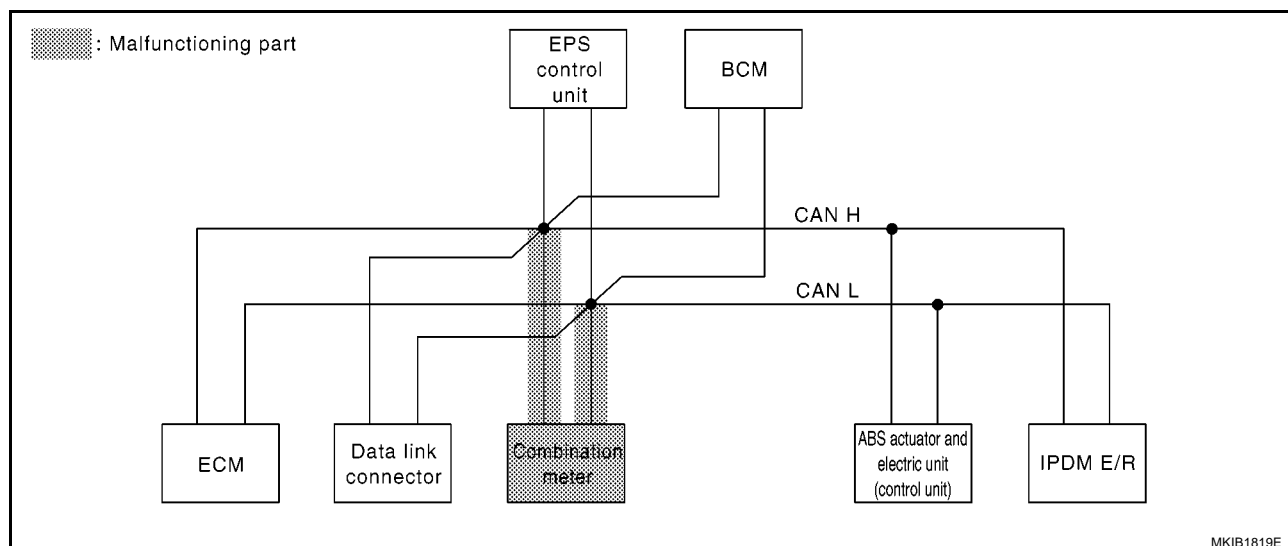 : Malfunctioning part
EPS
control
unit
BCM
CAN H
CAN L
ECM
Data link
connector
Combination
meter
ABS actuator and
electric unit
(control unit)
IPDM E/R
MKIB1819E